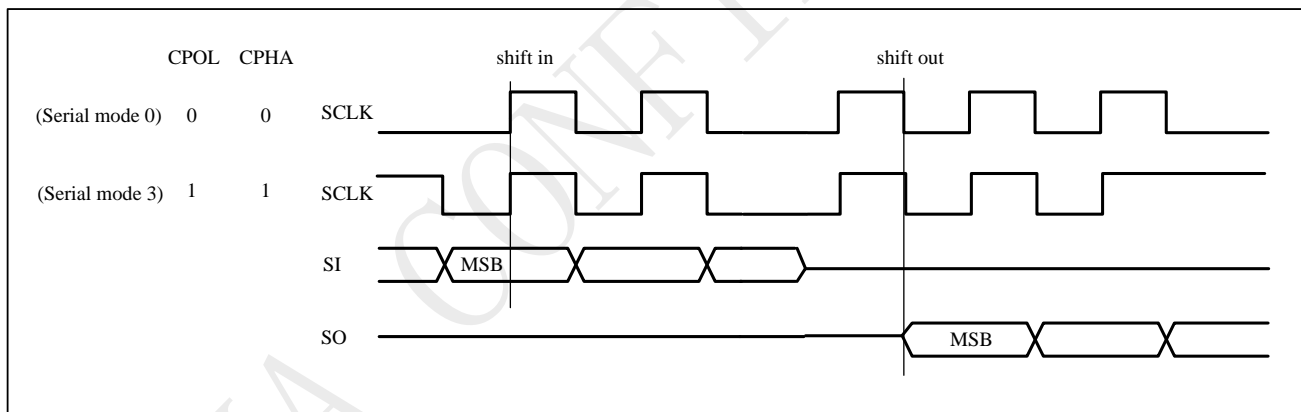 CPOL CPHA shift in shift out
(Serial mode 0) 0 0 SCLK
(Serial mode 3) 1 1 SCLK
SI MSB
SO MSB